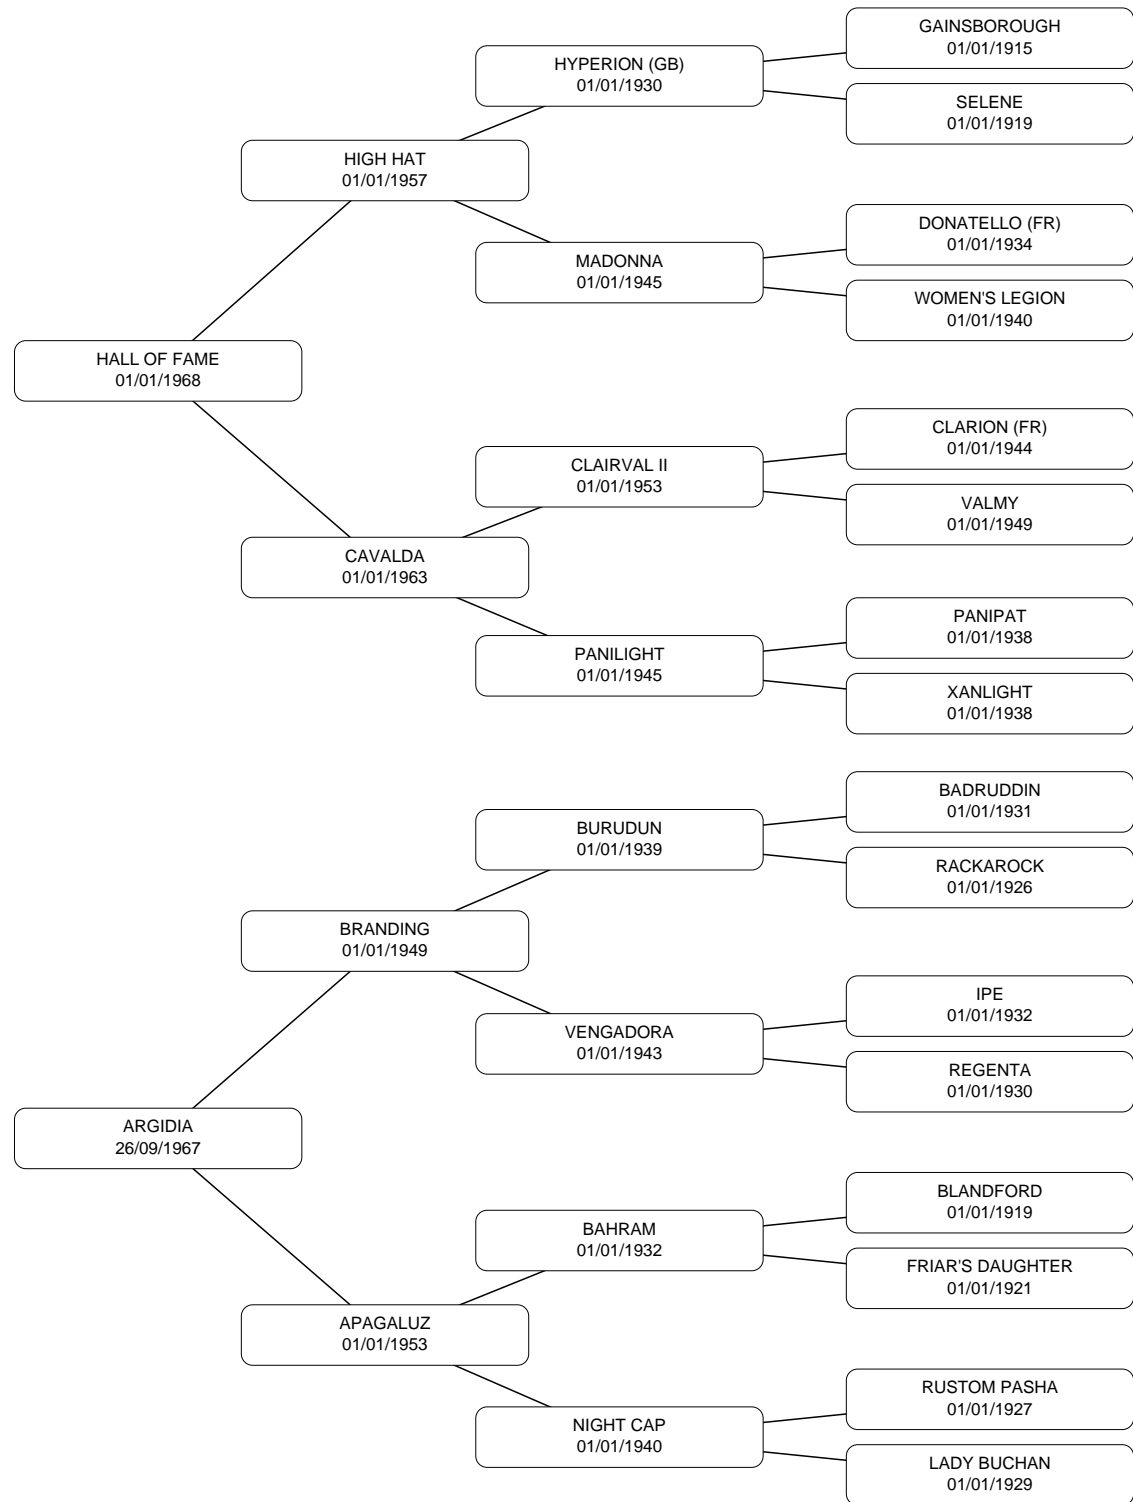 GAINSBOROUGH
01/01/1915
HYPERION (GB)
01/01/1930
SELENE
01/01/1919
HIGH HAT
01/01/1957
DONATELLO (FR)
01/01/1934
MADONNA
01/01/1945
WOMEN'S LEGION
01/01/1940
HALL OF FAME
01/01/1968
CLARION (FR)
01/01/1944
CLAIRVAL II
01/01/1953
VALMY
01/01/1949
CAVALDA
01/01/1963
PANIPAT
01/01/1938
PANILIGHT
01/01/1945
XANLIGHT
01/01/1938
BADRUDDIN
01/01/1931
BURUDUN
01/01/1939
RACKAROCK
01/01/1926
BRANDING
01/01/1949
IPE
01/01/1932
VENGADORA
01/01/1943
REGENTA
01/01/1930
ARGIDIA
26/09/1967
BLANDFORD
01/01/1919
BAHRAM
01/01/1932
FRIAR'S DAUGHTER
01/01/1921
APAGALUZ
01/01/1953
RUSTOM PASHA
01/01/1927
NIGHT CAP
01/01/1940
LADY BUCHAN
01/01/1929